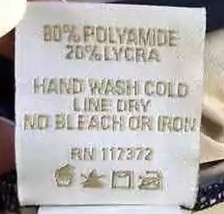 80% POLYAMIDE
20% LYCRA
HAND WASH COLD
LINE DRY
NO BLEACH OR IRON
RN 117372